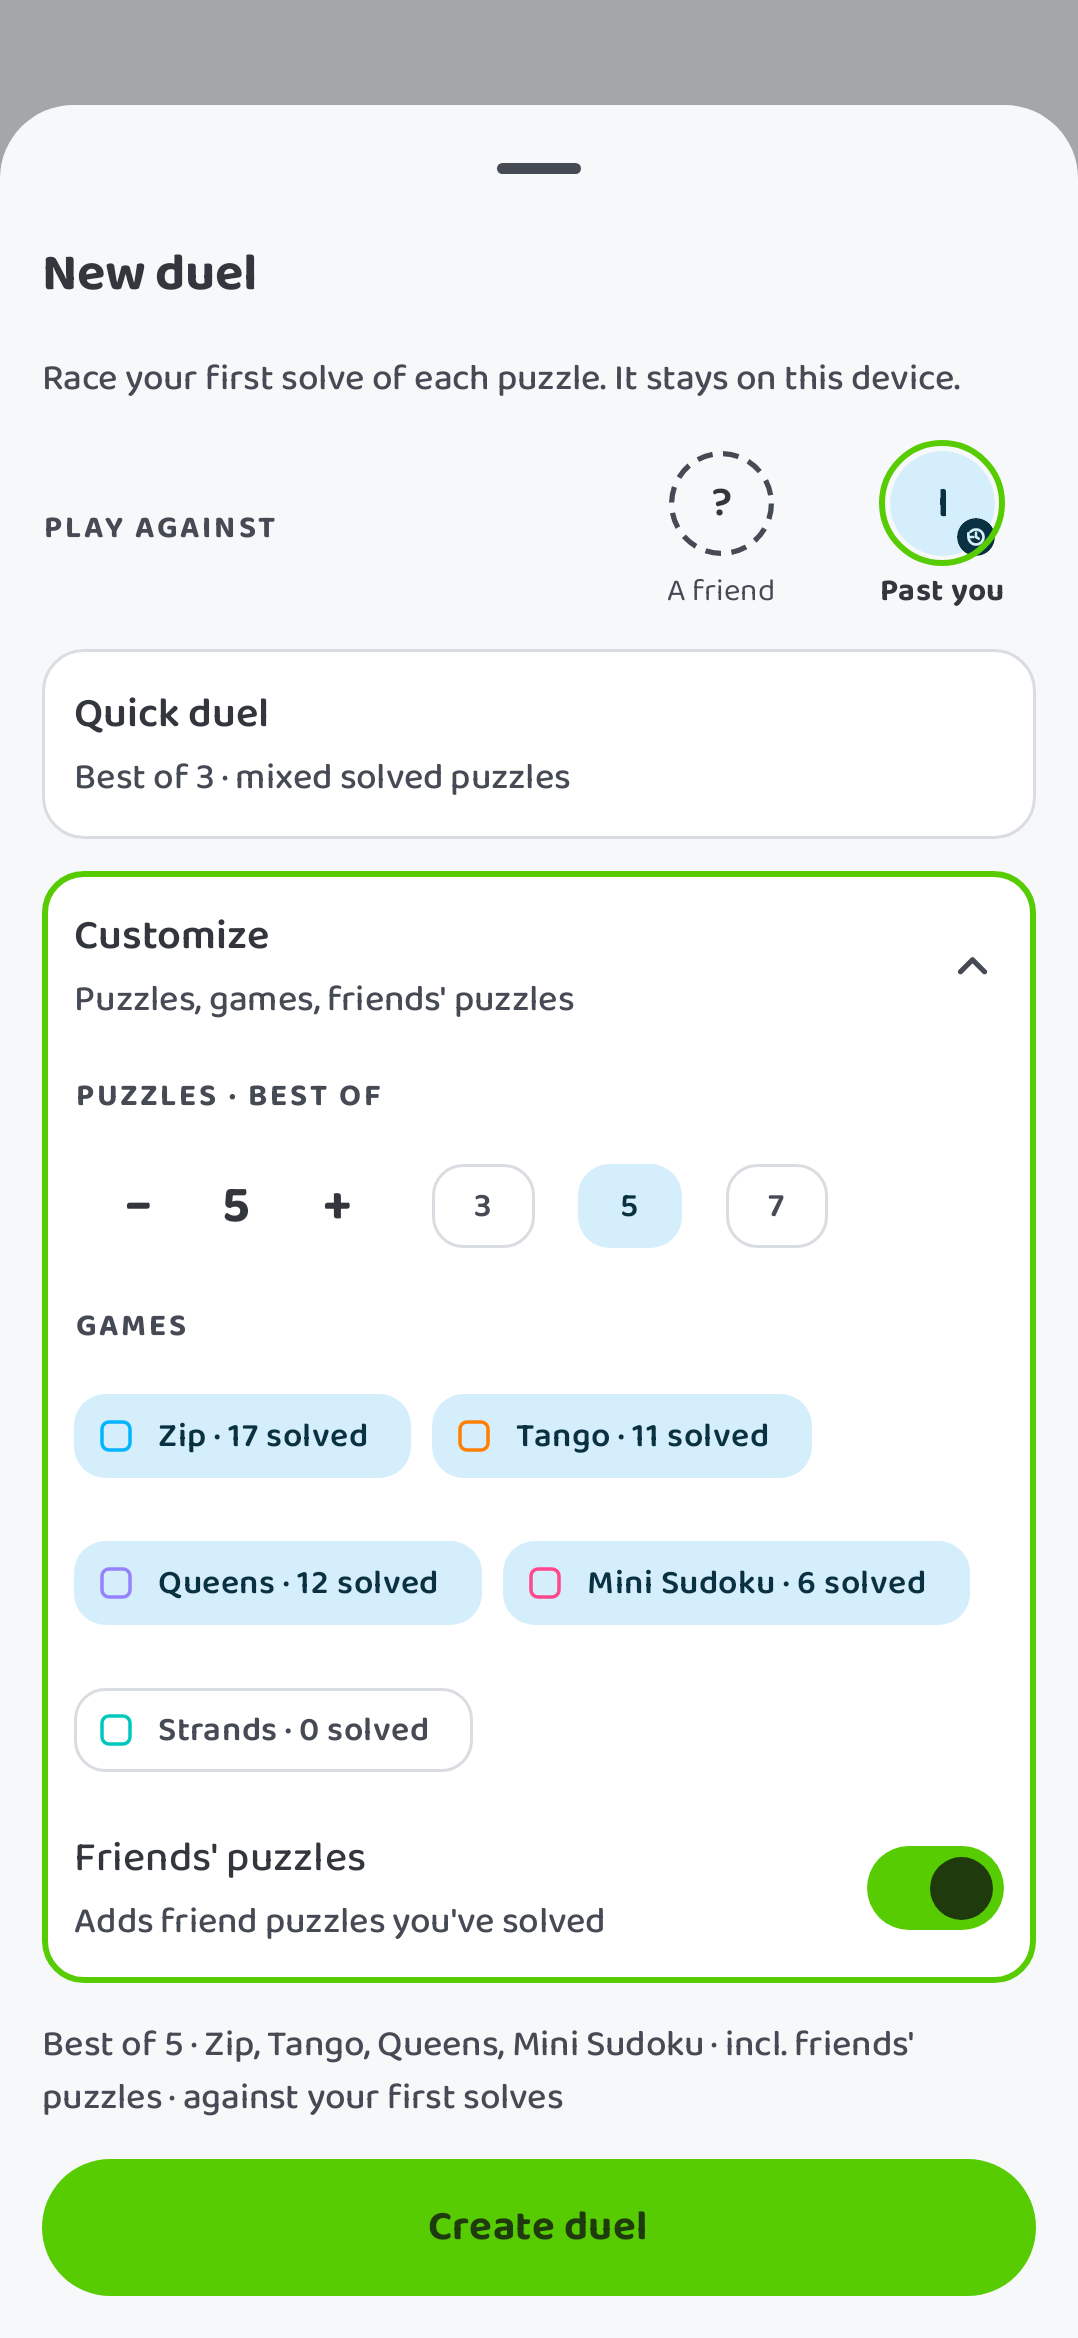 New duel
Race your first solve of each puzzle. It stays on this device.
PLAY AGAINST
?
A friend
I
Past you
Quick duel
Best of 3 · mixed solved puzzles
Customize
Puzzles, games, friends' puzzles
PUZZLES · BEST OF
− 5 + 3 5 7
GAMES
Zip · 17 solved
Tango · 11 solved
Queens · 12 solved
Mini Sudoku · 6 solved
Strands · 0 solved
Friends' puzzles
Adds friend puzzles you've solved
Best of 5 · Zip, Tango, Queens, Mini Sudoku · incl. friends'
puzzles · against your first solves
Create duel